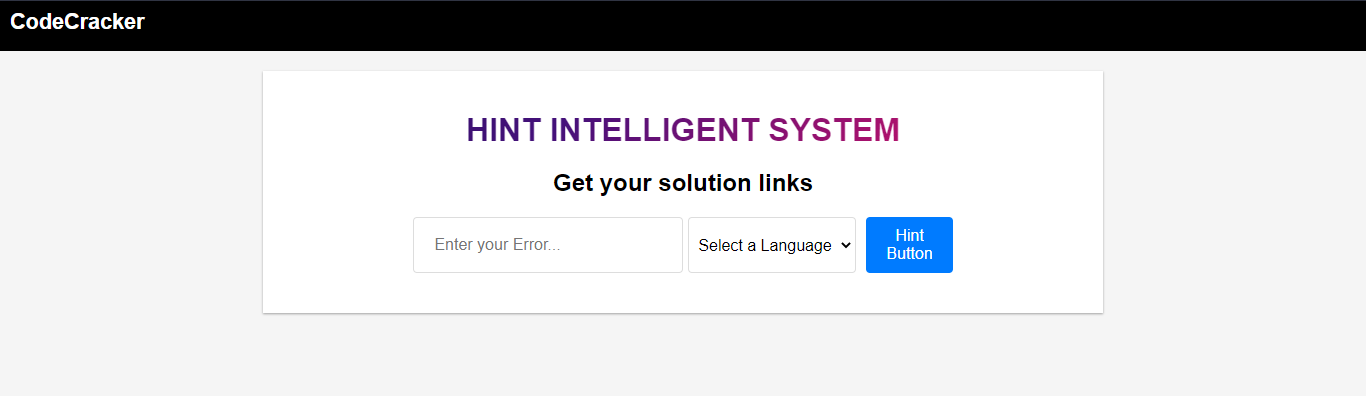 CodeCracker
HINT INTELLIGENT SYSTEM
Get your solution links
Enter your Error...
Select a Language
Hint
Button